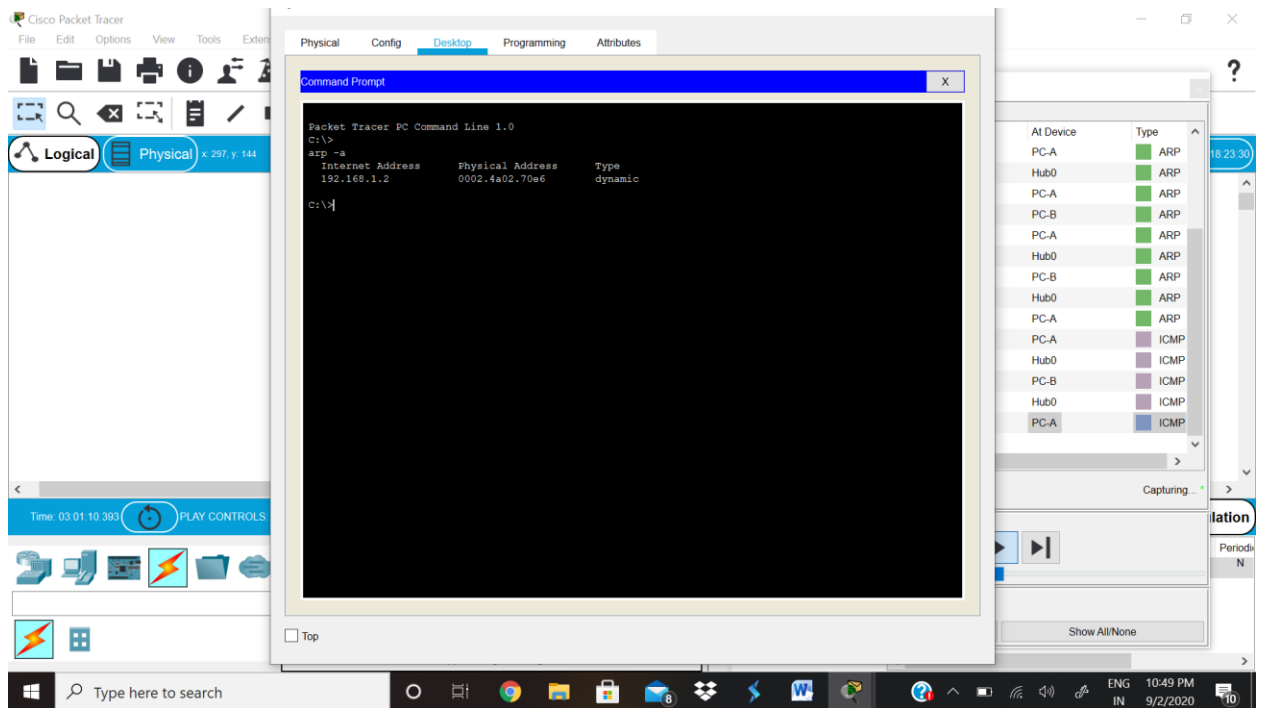 Cisco Packet Tracer
File Edit Options View Tools
Physical Config Desktop Programming Attributes
Command Prompt
X
Packet Tracer PC Command Line 1.0
C:\>
arp -a
Internet Address Physical Address Type
192.168.1.2 0002.4a02.70e6 dynamic
C:\>
Logical
Physical
x: 297, y: 144
At Device Type
PC-A ARP
Hub0 ARP
PC-A ARP
PC-B ARP
PC-A ARP
Hub0 ARP
PC-B ARP
Hub0 ARP
PC-A ARP
PC-A ICMP
Hub0 ICMP
PC-B ICMP
Hub0 ICMP
PC-A ICMP
18:23:30
Capturing...
Time: 03:01:10.393
PLAY CONTROLS
N
Top
Show All/None
Type here to search
8
ENG
IN
10:49 PM
9/2/2020
10